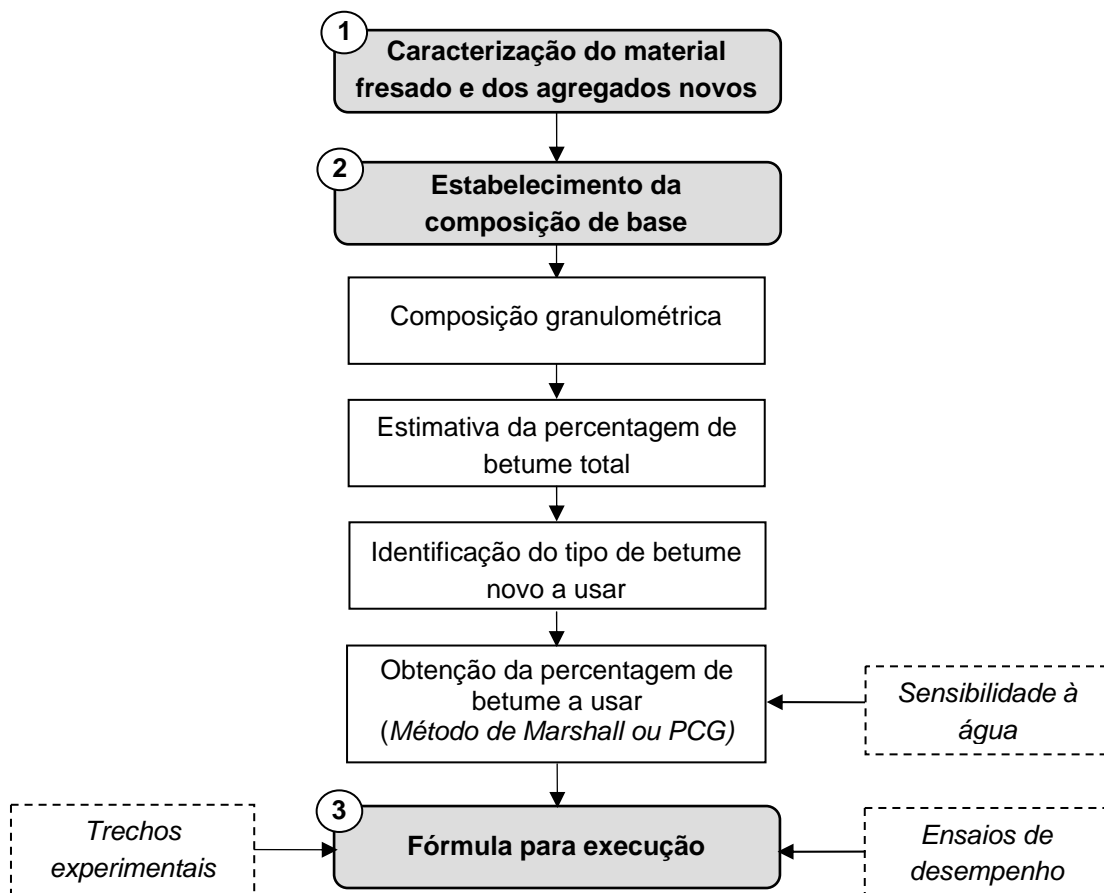 1
Caracterização do material
fresado e dos agregados novos
2
Estabelecimento da
composição de base
Composição granulométrica
Estimativa da percentagem de
betume total
Identificação do tipo de betume
novo a usar
Obtenção da percentagem de
betume a usar
(Método de Marshall ou PCG)
Sensibilidade à
água
3
Fórmula para execução
Trechos
experimentais
Ensaios de
desempenho